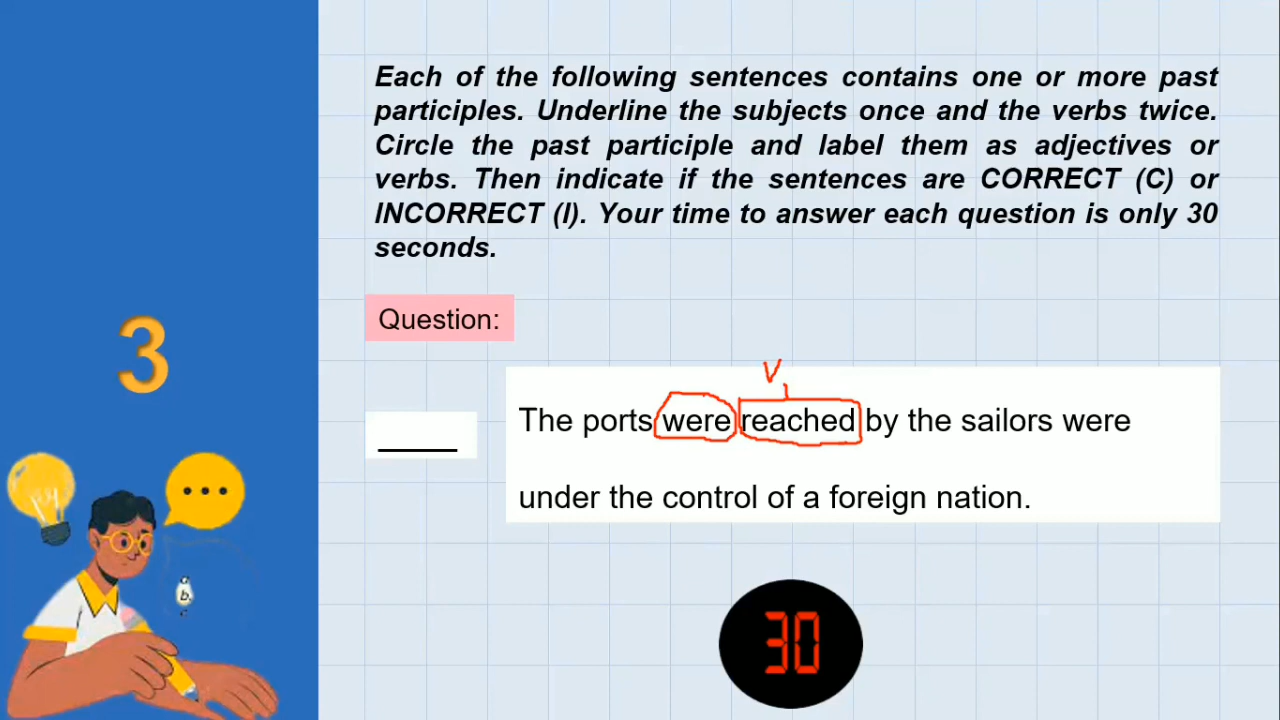 Each of the following sentences contains one or more past
participles. Underline the subjects once and the verbs twice.
Circle the past participle and label them as adjectives or
verbs. Then indicate if the sentences are CORRECT (C) or
INCORRECT (I). Your time to answer each question is only 30
seconds.
3
Question:
V
The ports were reached by the sailors were
under the control of a foreign nation.
b.
30